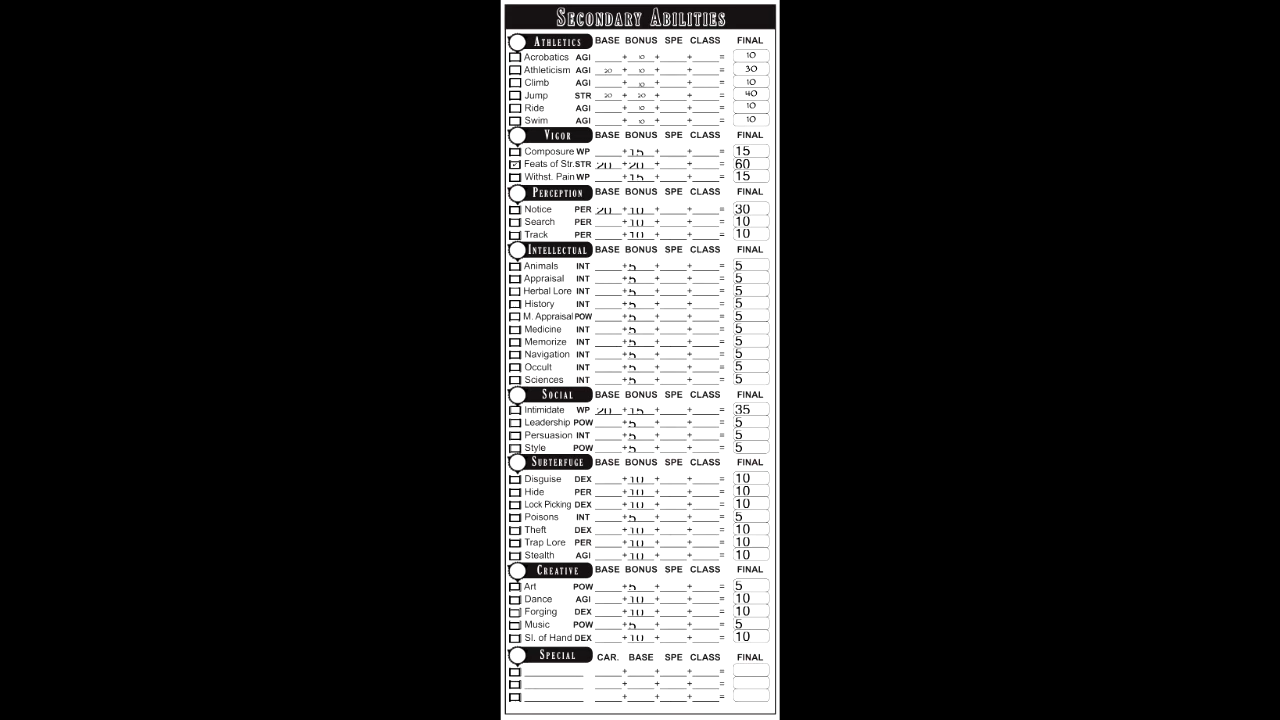 SECONDARY ABILITIES
ATHLETICS BASE BONUS SPE CLASS FINAL
Acrobatics AGI + 10 + + = 10
Athleticism AGI 20 + 10 + + = 30
Climb AGI + 10 + + = 10
Jump STR 20 + 20 + + = 40
Ride AGI + 10 + + = 10
Swim AGI + 10 + + = 10
VIGOR BASE BONUS SPE CLASS FINAL
Composure WP + 15 + + = 15
Feats of Str. STR 20 + 20 + + = 60
Withst. Pain WP + 15 + + = 15
PERCEPTION BASE BONUS SPE CLASS FINAL
Notice PER 20 + 10 + + = 30
Search PER + 10 + + = 10
Track PER + 10 + + = 10
INTELLECTUAL BASE BONUS SPE CLASS FINAL
Animals INT + 5 + + = 5
Appraisal INT + 5 + + = 5
Herbal Lore INT + 5 + + = 5
History INT + 5 + + = 5
M. Appraisal POW + 5 + + = 5
Medicine INT + 5 + + = 5
Memorize INT + 5 + + = 5
Navigation INT + 5 + + = 5
Occult INT + 5 + + = 5
Sciences INT + 5 + + = 5
SOCIAL BASE BONUS SPE CLASS FINAL
Intimidate WP 20 + 15 + + = 35
Leadership POW + 5 + + = 5
Persuasion INT + 5 + + = 5
Style POW + 5 + + = 5
SUBTERFUGE BASE BONUS SPE CLASS FINAL
Disguise DEX + 10 + + = 10
Hide PER + 10 + + = 10
Lock Picking DEX + 10 + + = 10
Poisons INT + 5 + + = 5
Theft DEX + 10 + + = 10
Trap Lore PER + 10 + + = 10
Stealth AGI + 10 + + = 10
CREATIVE BASE BONUS SPE CLASS FINAL
Art POW + 5 + + = 5
Dance AGI + 10 + + = 10
Forging DEX + 10 + + = 10
Music POW + 5 + + = 5
Sl. of Hand DEX + 10 + + = 10
SPECIAL CAR. BASE SPE CLASS FINAL
+ + + =
+ + + =
+ + + =